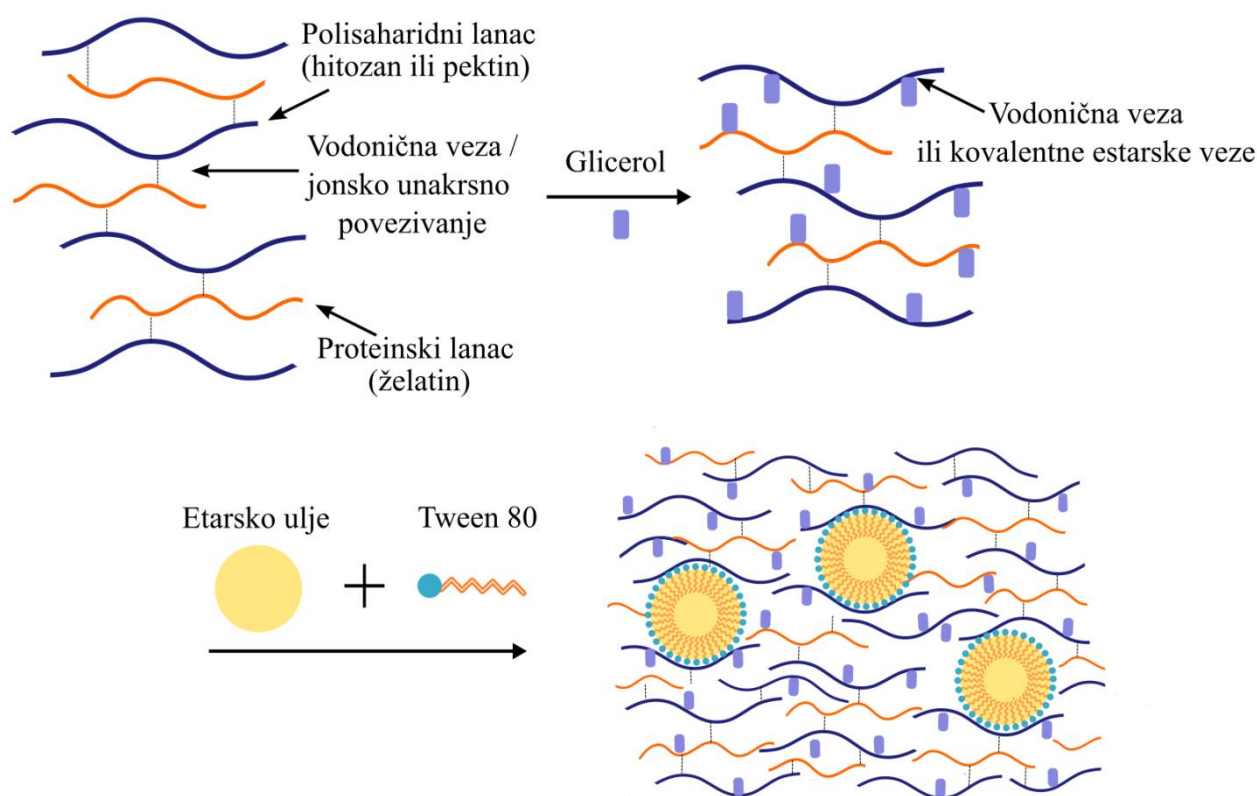 Polisaharidni lanac
(hitozan ili pektin)
Vodonična veza /
jonsko unakrsno
povezivanje
Proteinski lanac
(želatin)
Glicerol
Vodonična veza
ili kovalentne estarske veze
Etarsko ulje
Tween 80